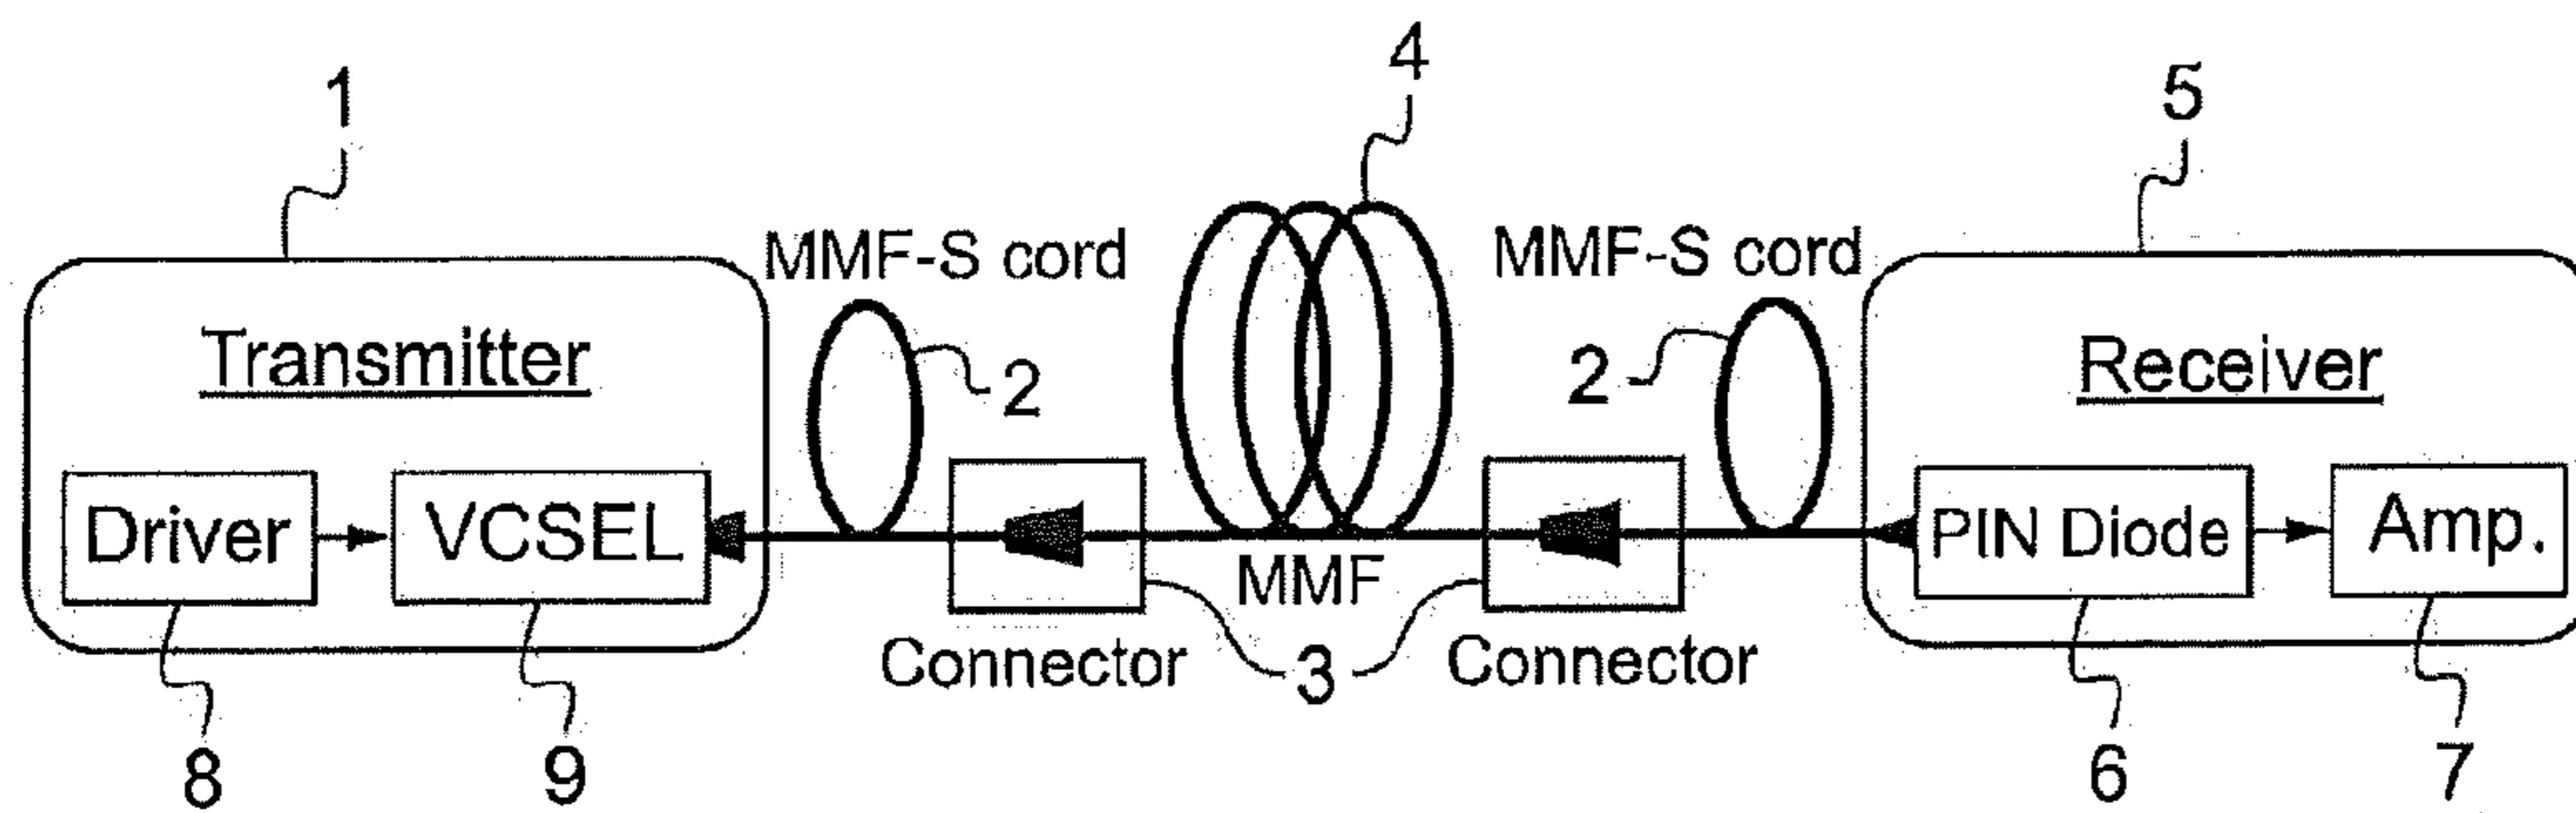 4
1
5
MMF-S cord
MMF-S cord
Transmitter
2
2
Receiver
Driver
VCSEL
PIN Diode
Amp.
MMF
Connector
3
Connector
8
9
6
7